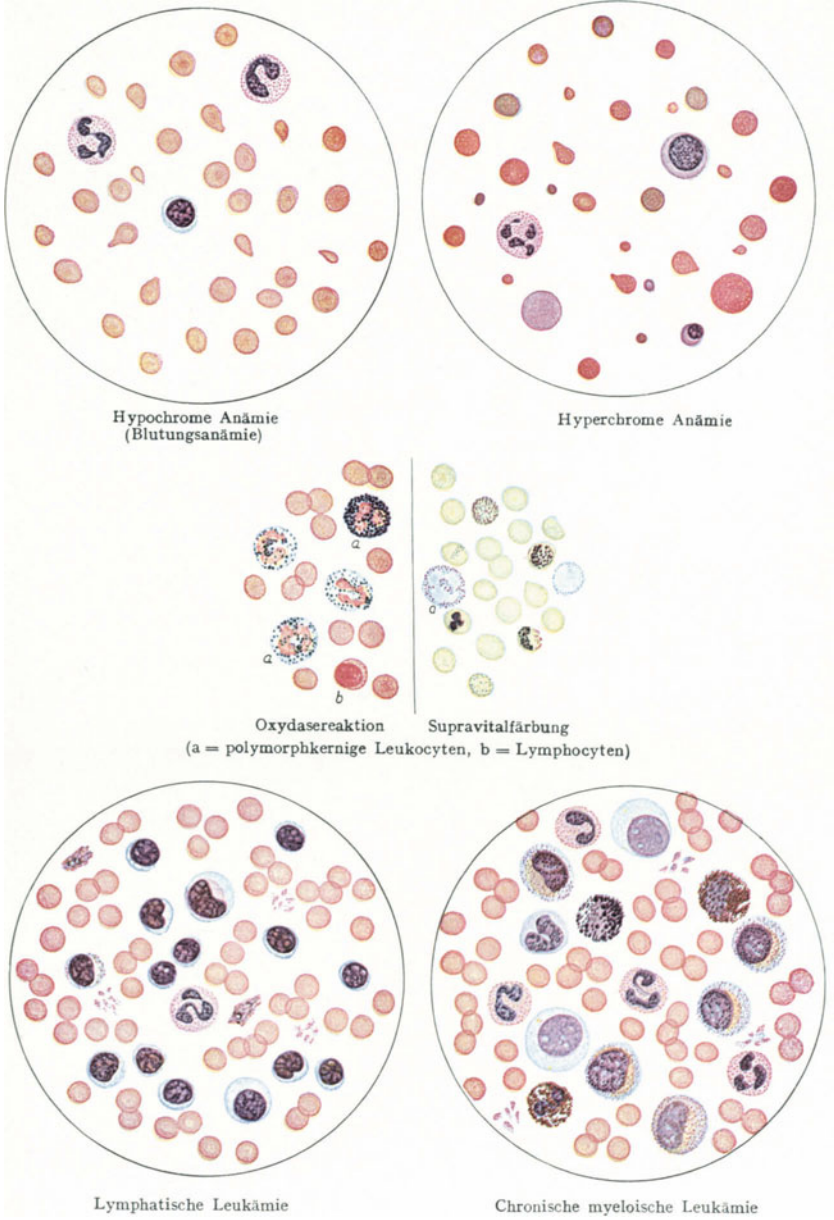 Hypochrome Anämie
(Blutungsanämie)
Hyperchrome Anämie
a
a
b
a
Oxydasereaktion
Supravitalfärbung
(a = polymorphkernige Leukocyten, b = Lymphocyten)
Lymphatische Leukämie
Chronische myeloische Leukämie